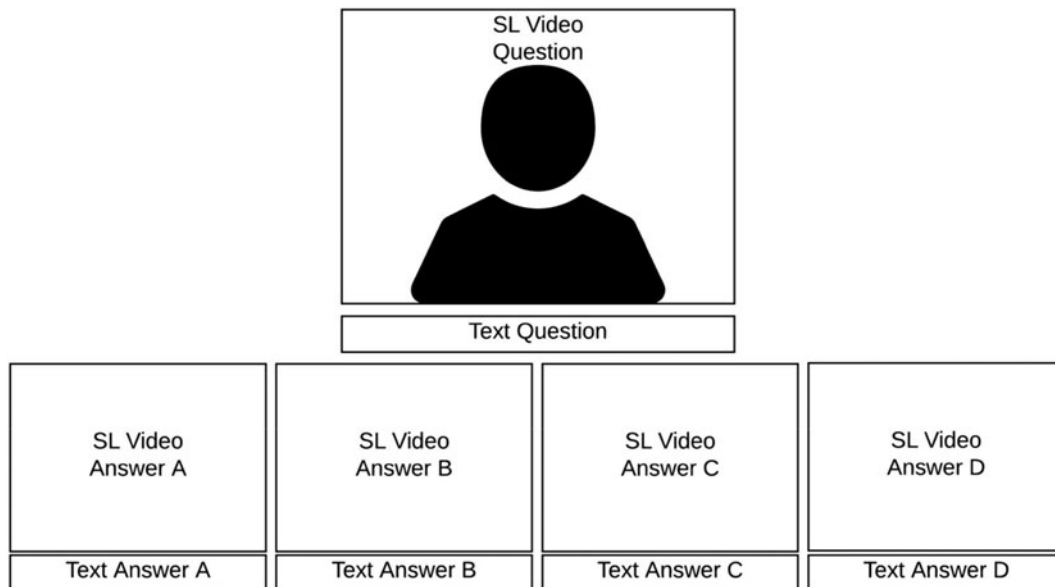 SL Video
Question
Text Question
SL Video
Answer A
SL Video
Answer B
SL Video
Answer C
SL Video
Answer D
Text Answer A
Text Answer B
Text Answer C
Text Answer D